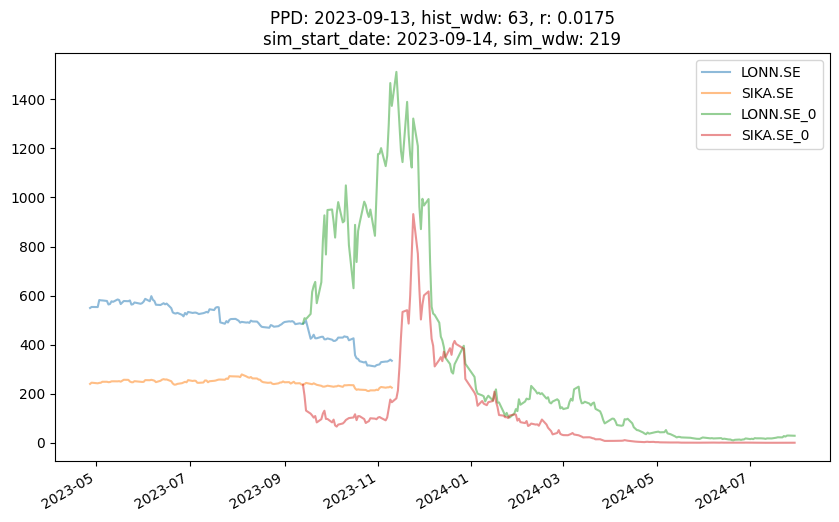 PPD: 2023-09-13, hist_wdw: 63, r: 0.0175
sim_start_date: 2023-09-14, sim_wdw: 219
LONN.SE
SIKA.SE
LONN.SE_0
SIKA.SE_0
1400
1200
1000
800
600
400
200
0
2023-05
2023-07
2023-09
2023-11
2024-01
2024-03
2024-05
2024-07